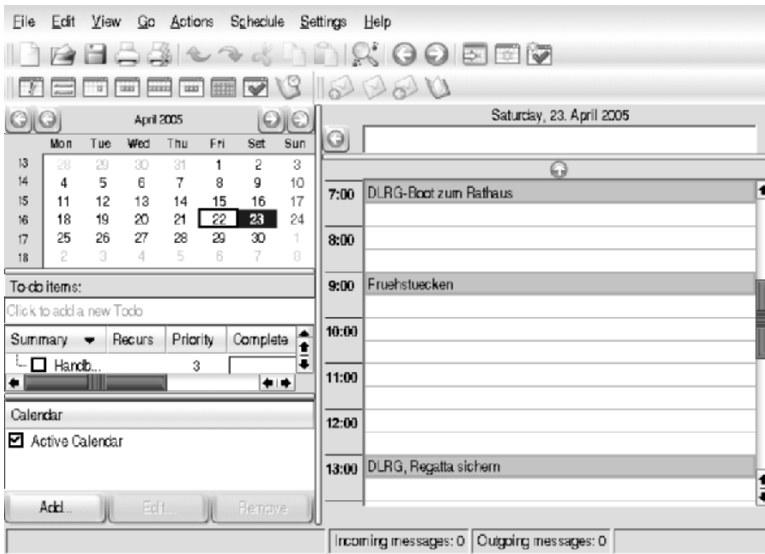 File Edit View Go Actions Schedule Settings Help
April 2005
Mon Tue Wed Thu Fri Sat Sun
13 28 29 30 31 1 2 3
14 4 5 6 7 8 9 10
15 11 12 13 14 15 16 17
16 18 19 20 21 22 23 24
17 25 26 27 28 29 30 1
18 2 3 4 5 6 7 8
To-do items:
Click to add a new Todo
Summary Recurs Priority Complete
Handb... 3
Calendar
Active Calendar
Add... Edit... Remove
Saturday, 23. April 2005
7:00 DLRG-Boot zum Rathaus
8:00
9:00 Fruehstuecken
10:00
11:00
12:00
13:00 DLRG, Regatta sichern
Incoming messages: 0 Outgoing messages: 0